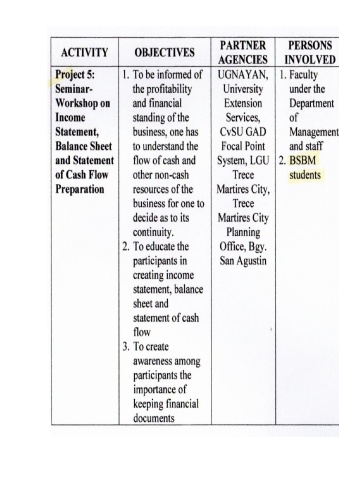 ACTIVITY
OBJECTIVES
PARTNER
AGENCIES
PERSONS
INVOLVED
Project 5:
Seminar-
Workshop on
Income
Statement,
Balance Sheet
and Statement
of Cash Flow
Preparation
1. To be informed of
the profitability
and financial
standing of the
business, one has
to understand the
flow of cash and
other non-cash
resources of the
business for one to
decide as to its
continuity.
2. To educate the
participants in
creating income
statement, balance
sheet and
statement of cash
flow
3. To create
awareness among
participants the
importance of
keeping financial
documents
UGNAYAN,
University
Extension
Services,
CvSU GAD
Focal Point
System, LGU
Trece
Martires City,
Trece
Martires City
Planning
Office, Bgy.
San Agustin
1. Faculty
under the
Department
of
Management
and staff
2. BSBM
students